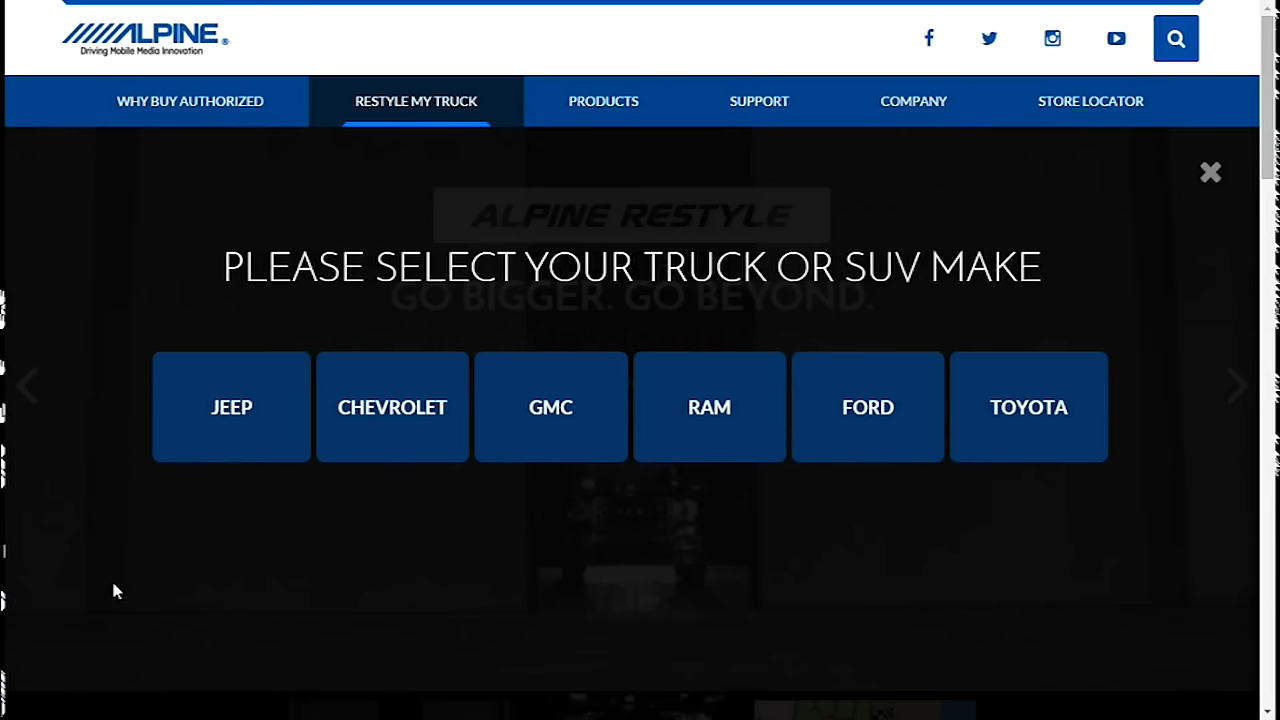 ALPINE®
Driving Mobile Media Innovation
WHY BUY AUTHORIZED
RESTYLE MY TRUCK
PRODUCTS
SUPPORT
COMPANY
STORE LOCATOR
ALPINE RESTYLE
PLEASE SELECT YOUR TRUCK OR SUV MAKE
GO BIGGER. GO BEYOND.
JEEP
CHEVROLET
GMC
RAM
FORD
TOYOTA